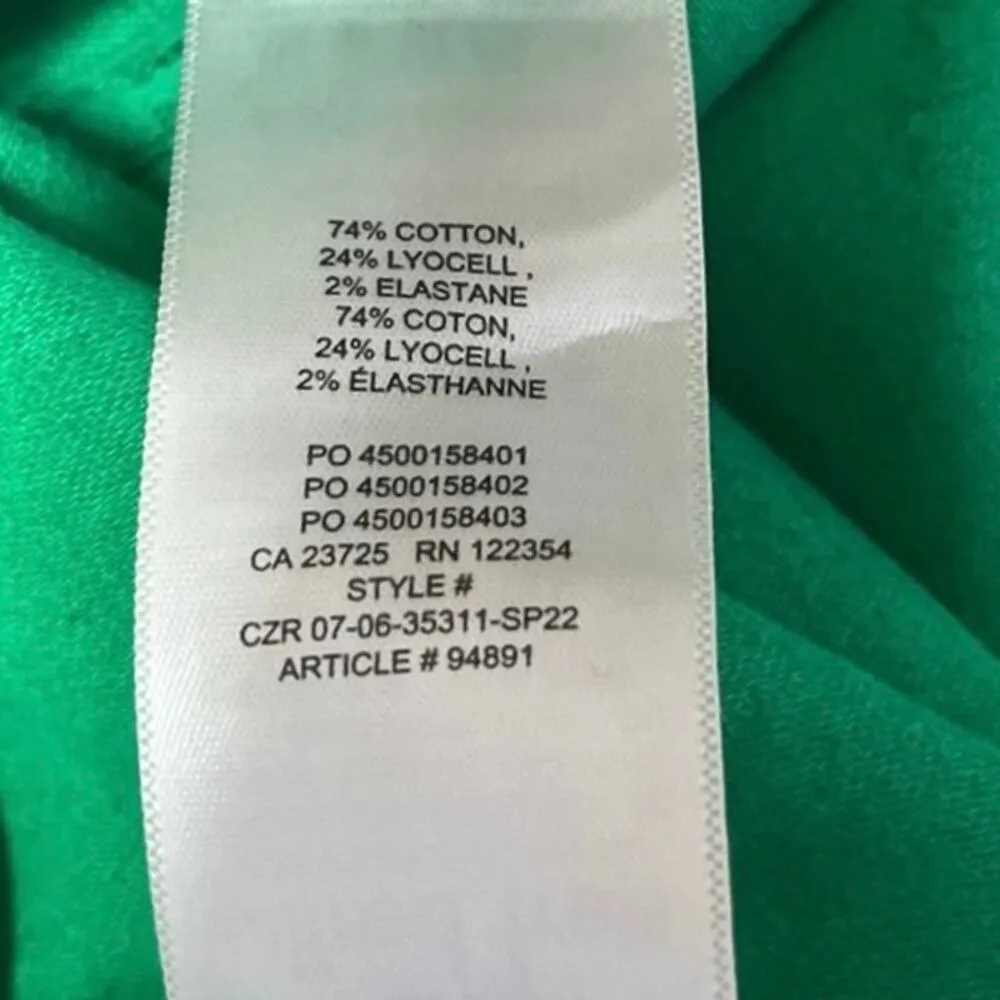 74% COTTON,
24% LYOCELL ,
2% ELASTANE
74% COTON,
24% LYOCELL ,
2% ÉLASTHANNE
PO 4500158401
PO 4500158402
PO 4500158403
CA 23725 RN 122354
STYLE #
CZR 07-06-35311-SP22
ARTICLE # 94891